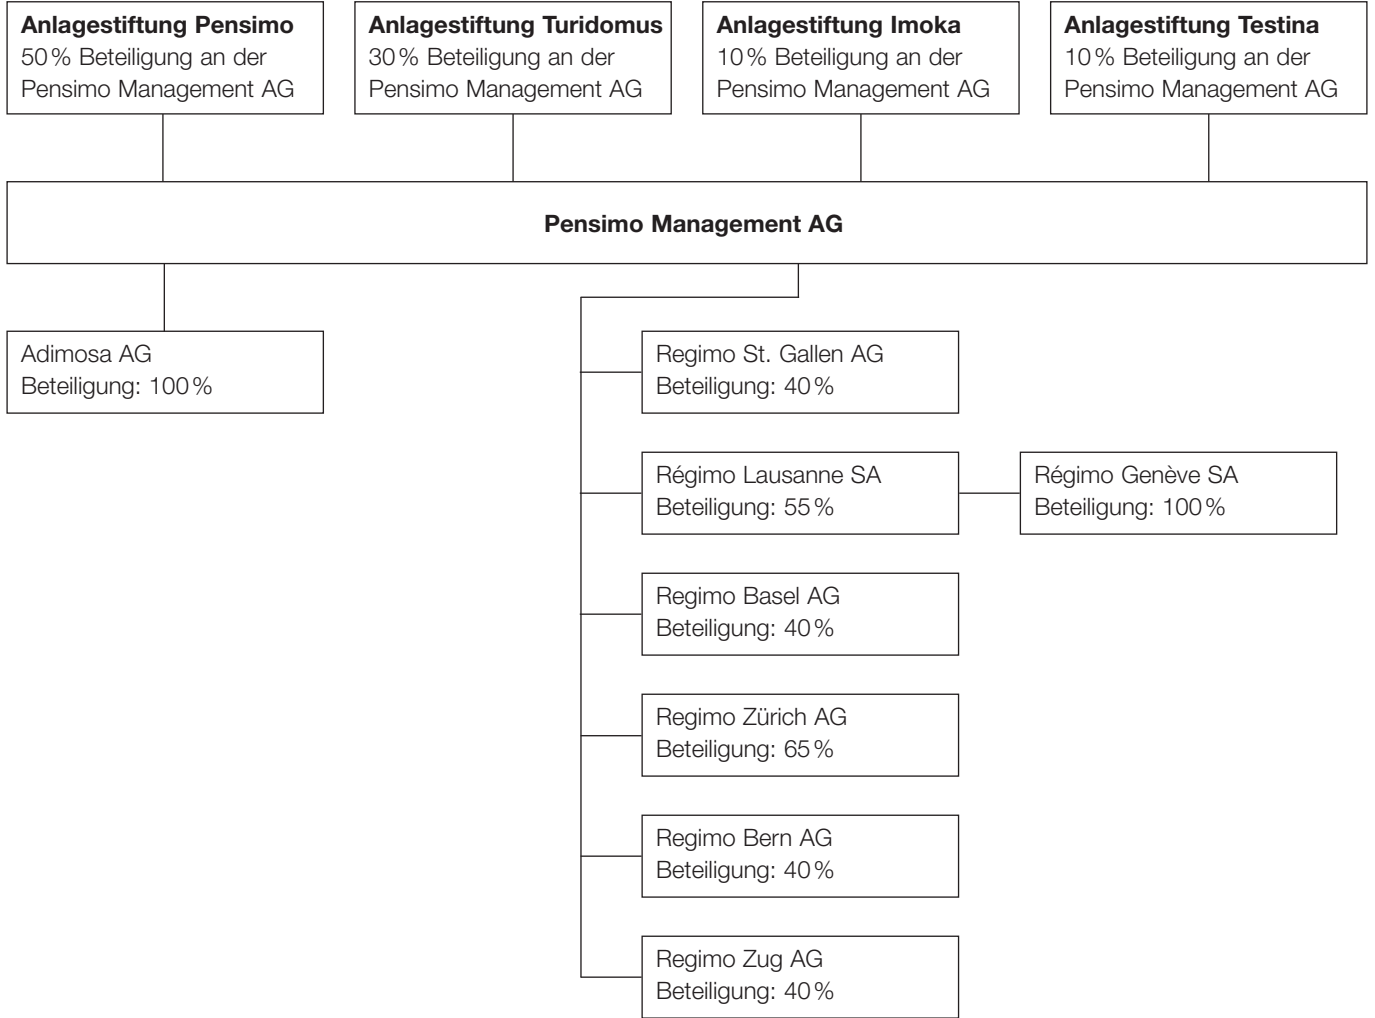 Anlagestiftung Pensimo
50% Beteiligung an der
Pensimo Management AG
Anlagestiftung Turidomus
30% Beteiligung an der
Pensimo Management AG
Anlagestiftung Imoka
10% Beteiligung an der
Pensimo Management AG
Anlagestiftung Testina
10% Beteiligung an der
Pensimo Management AG
Pensimo Management AG
Adimosa AG
Beteiligung: 100%
Regimo St. Gallen AG
Beteiligung: 40%
Régimo Lausanne SA
Beteiligung: 55%
Régimo Genève SA
Beteiligung: 100%
Regimo Basel AG
Beteiligung: 40%
Regimo Zürich AG
Beteiligung: 65%
Regimo Bern AG
Beteiligung: 40%
Regimo Zug AG
Beteiligung: 40%